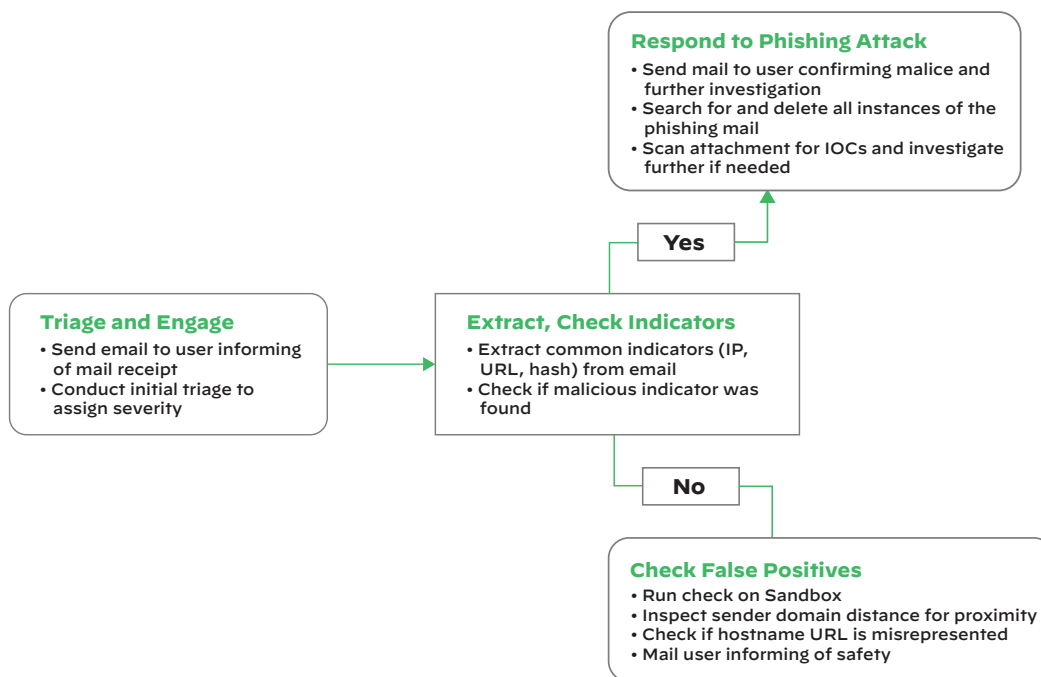 Respond to Phishing Attack
• Send mail to user confirming malice and
further investigation
• Search for and delete all instances of the
phishing mail
• Scan attachment for IOCs and investigate
further if needed
Yes
Triage and Engage
• Send email to user informing
of mail receipt
• Conduct initial triage to
assign severity
Extract, Check Indicators
• Extract common indicators (IP,
URL, hash) from email
• Check if malicious indicator was
found
No
Check False Positives
• Run check on Sandbox
• Inspect sender domain distance for proximity
• Check if hostname URL is misrepresented
• Mail user informing of safety